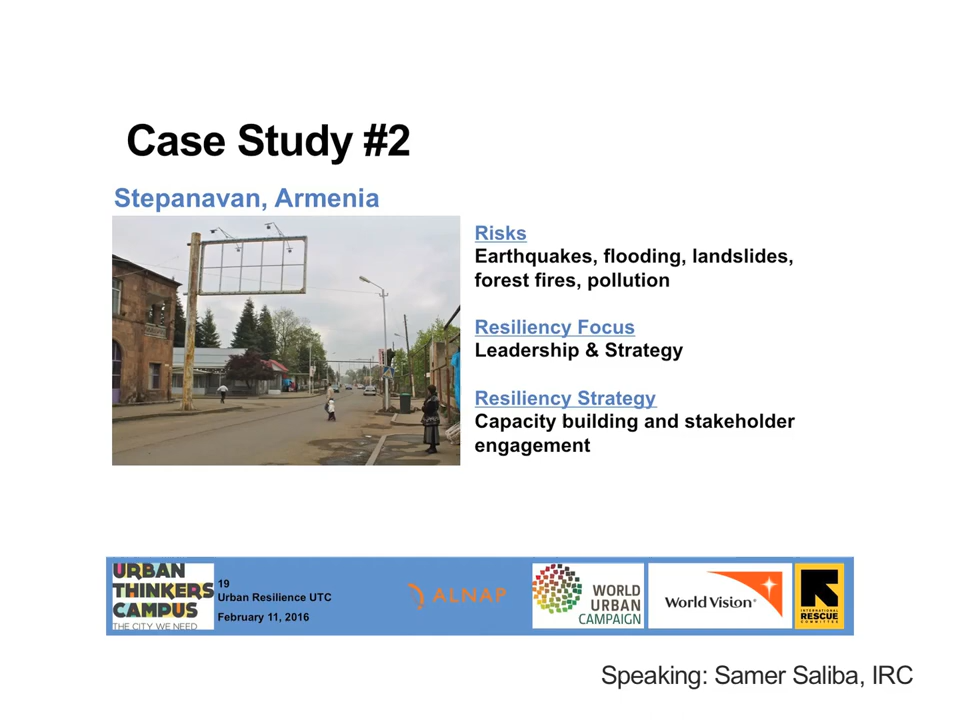 Case Study #2
Stepanavan, Armenia
Risks
Earthquakes, flooding, landslides,
forest fires, pollution
Resiliency Focus
Leadership & Strategy
Resiliency Strategy
Capacity building and stakeholder
engagement
URBAN
THINKERS
CAMPUS
THE CITY WE NEED
19
Urban Resilience UTC
February 11, 2016
ALNAP
WORLD
URBAN
CAMPAIGN
World Vision®
INTERNATIONAL
RESCUE
COMMITTEE
Speaking: Samer Saliba, IRC